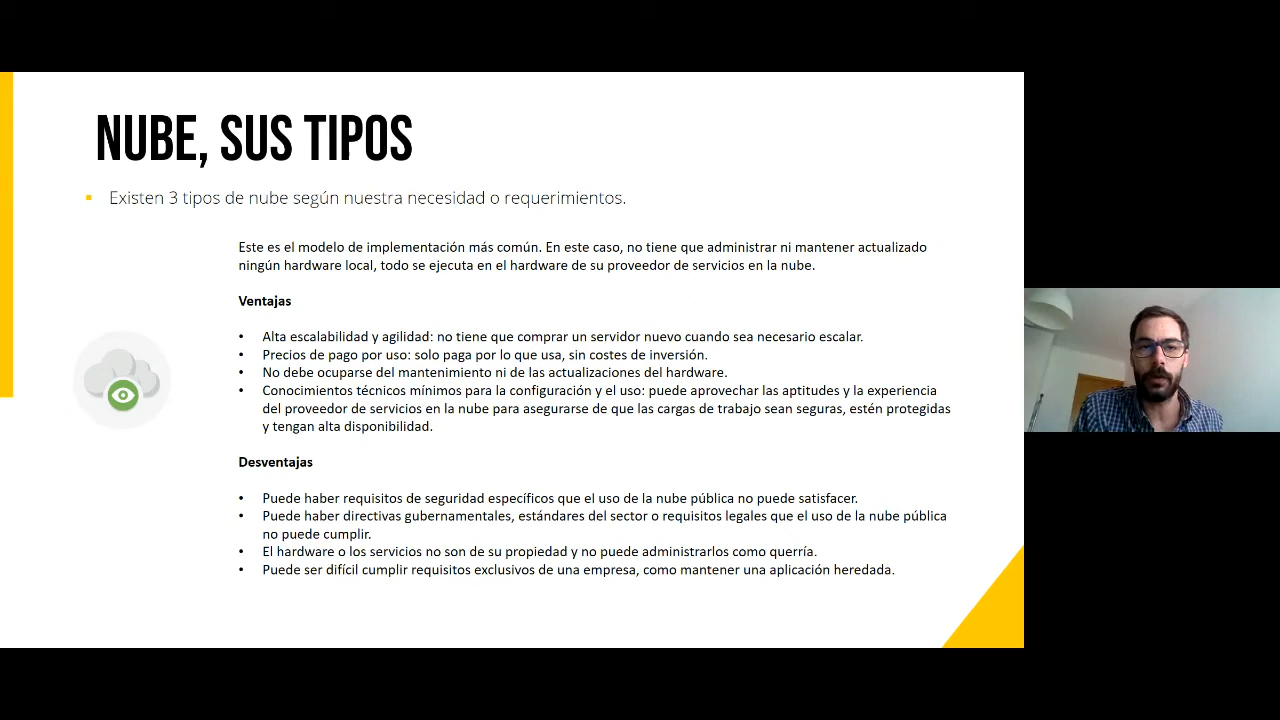 NUBE, SUS TIPOS
Existen 3 tipos de nube según nuestra necesidad o requerimientos.
Este es el modelo de implementación más común. En este caso, no tiene que administrar ni mantener actualizado
ningún hardware local, todo se ejecuta en el hardware de su proveedor de servicios en la nube.
Ventajas
• Alta escalabilidad y agilidad: no tiene que comprar un servidor nuevo cuando sea necesario escalar.
• Precios de pago por uso: solo paga por lo que usa, sin costes de inversión.
• No debe ocuparse del mantenimiento ni de las actualizaciones del hardware.
• Conocimientos técnicos mínimos para la configuración y el uso: puede aprovechar las aptitudes y la experiencia
del proveedor de servicios en la nube para asegurarse de que las cargas de trabajo sean seguras, estén protegidas
y tengan alta disponibilidad.
Desventajas
• Puede haber requisitos de seguridad específicos que el uso de la nube pública no puede satisfacer.
• Puede haber directivas gubernamentales, estándares del sector o requisitos legales que el uso de la nube pública
no puede cumplir.
• El hardware o los servicios no son de su propiedad y no puede administrarlos como querría.
• Puede ser difícil cumplir requisitos exclusivos de una empresa, como mantener una aplicación heredada.